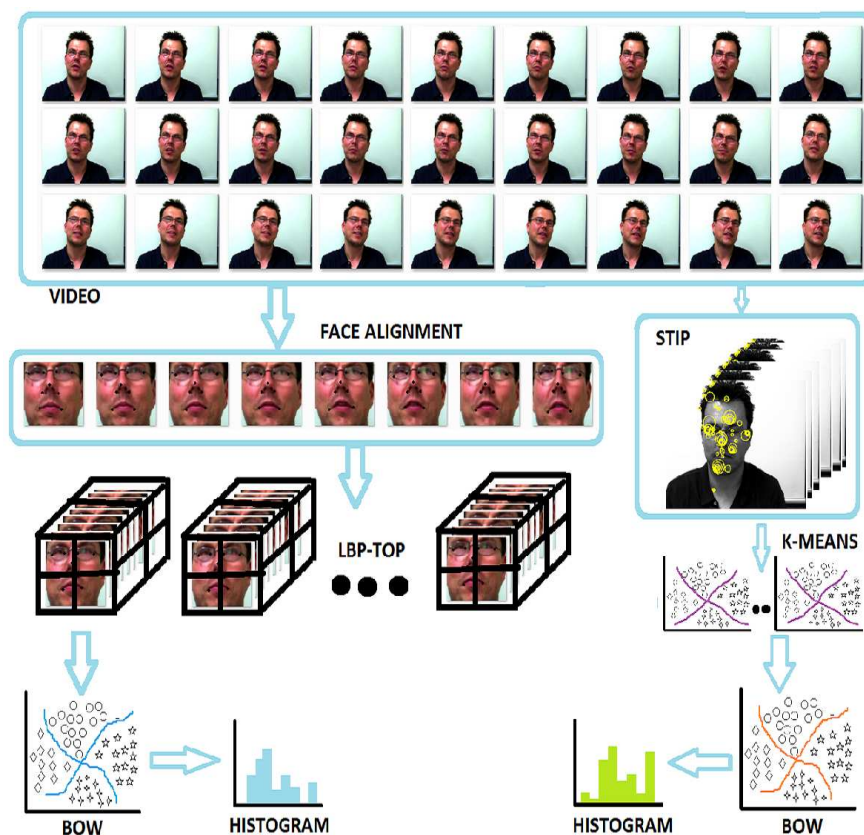 VIDEO
FACE ALIGNMENT
STIP
LBP-TOP
K-MEANS
BOW
HISTOGRAM
HISTOGRAM
BOW